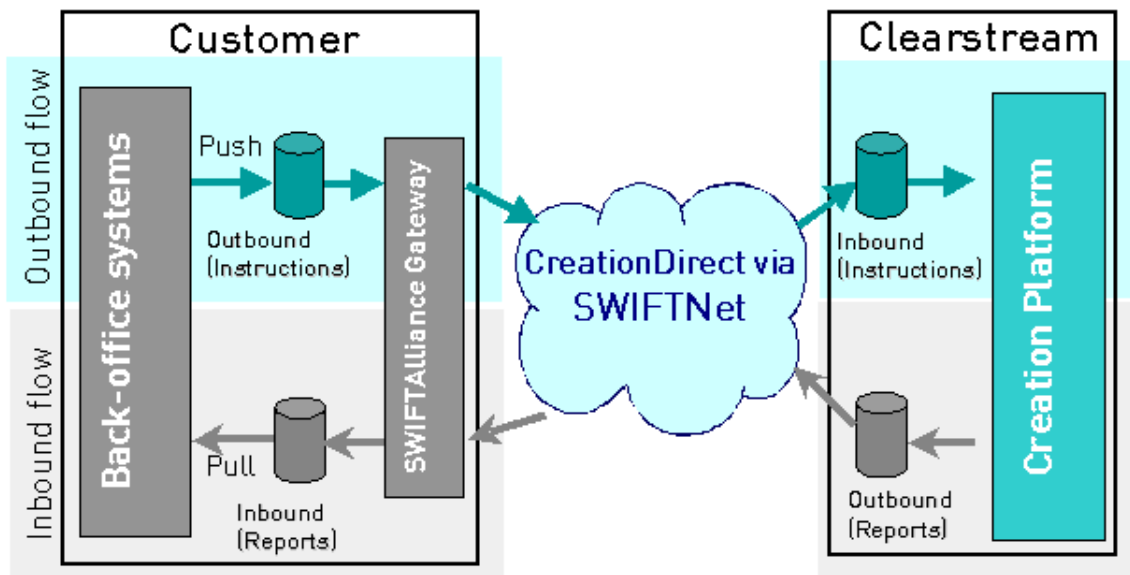 Customer
Clearstream
Outbound flow
Inbound flow
Back-office systems
Push
Outbound
(Instructions)
SWIFTAlliance Gateway
Pull
Inbound
(Reports)
CreationDirect via
SWIFTNet
Inbound
(Instructions)
Outbound
(Reports)
Creation Platform